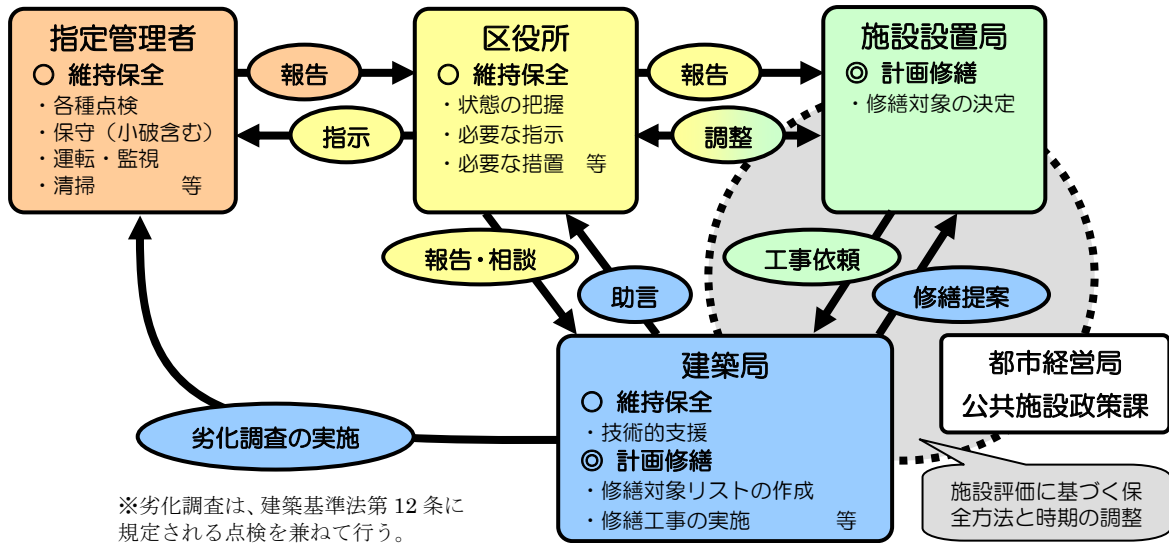 指定管理者
○ 維持保全
・各種点検
・保守（小破含む）
・運転・監視
・清掃　　　　等
報告
指示
区役所
○ 維持保全
・状態の把握
・必要な指示
・必要な措置　等
報告
調整
施設設置局
◎ 計画修繕
・修繕対象の決定
報告・相談
助言
工事依頼
修繕提案
建築局
○ 維持保全
・技術的支援
◎ 計画修繕
・修繕対象リストの作成
・修繕工事の実施　　　　等
都市経営局
公共施設政策課
劣化調査の実施
施設評価に基づく保
全方法と時期の調整
※劣化調査は、建築基準法第 12 条に
規定される点検を兼ねて行う。